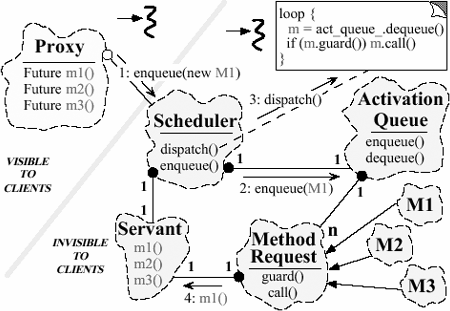 loop {
m = act_queue_.dequeue()
if (m.guard()) m.call()
}
Proxy
Future m1()
Future m2()
Future m3()
1: enqueue(new M1)
3: dispatch()
Scheduler
dispatch()
enqueue()
Activation
Queue
enqueue()
dequeue()
VISIBLE
TO
CLIENTS
1
1
2: enqueue(M1)
1
1
1
1
INVISIBLE
TO
CLIENTS
Servant
m1()
m2()
m3()
n
Method
Request
guard()
call()
M1
M2
M3
1
1
4: m1()